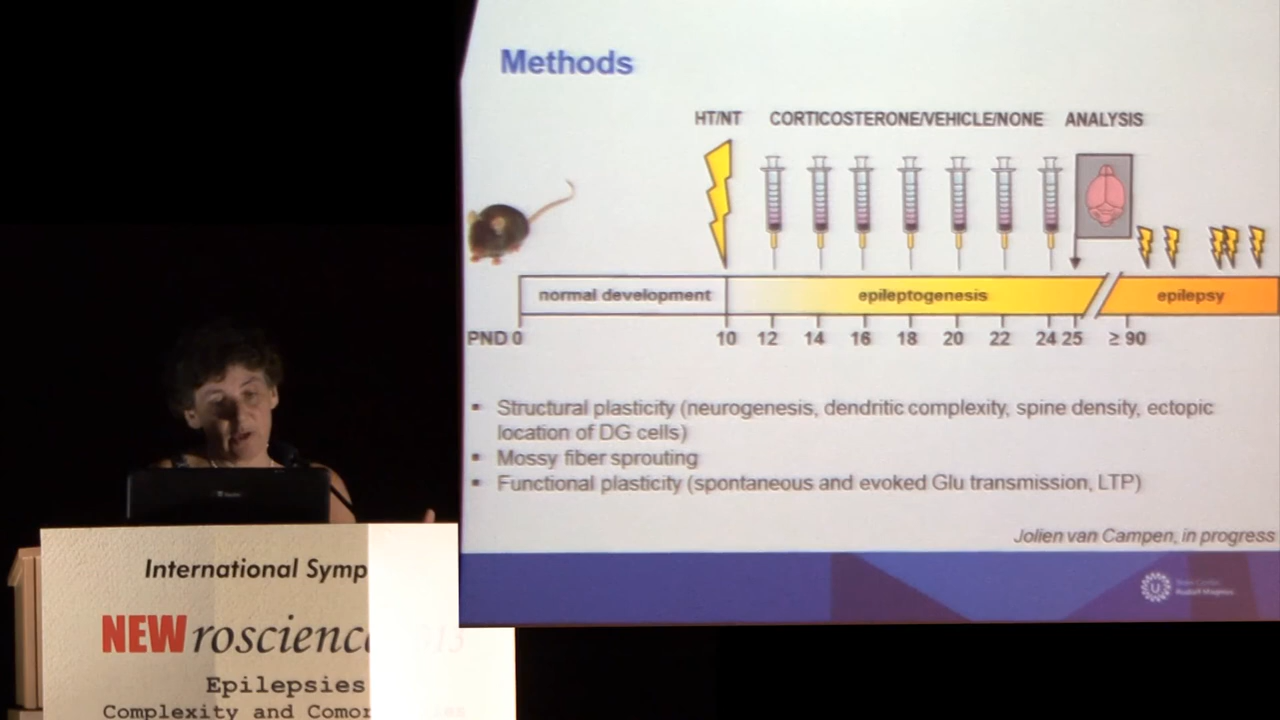 Methods
HT/NT CORTICOSTERONE/VEHICLE/NONE ANALYSIS
normal development epileptogenesis epilepsy
PND 0 10 12 14 16 18 20 22 24 25 ≥ 90
▪ Structural plasticity (neurogenesis, dendritic complexity, spine density, ectopic
location of DG cells)
▪ Mossy fiber sprouting
▪ Functional plasticity (spontaneous and evoked Glu transmission, LTP)
Jolien van Campen, in progress
Rudolf Magnus
International Symp
NEWroscience
Epilepsies
Complexity and Comor